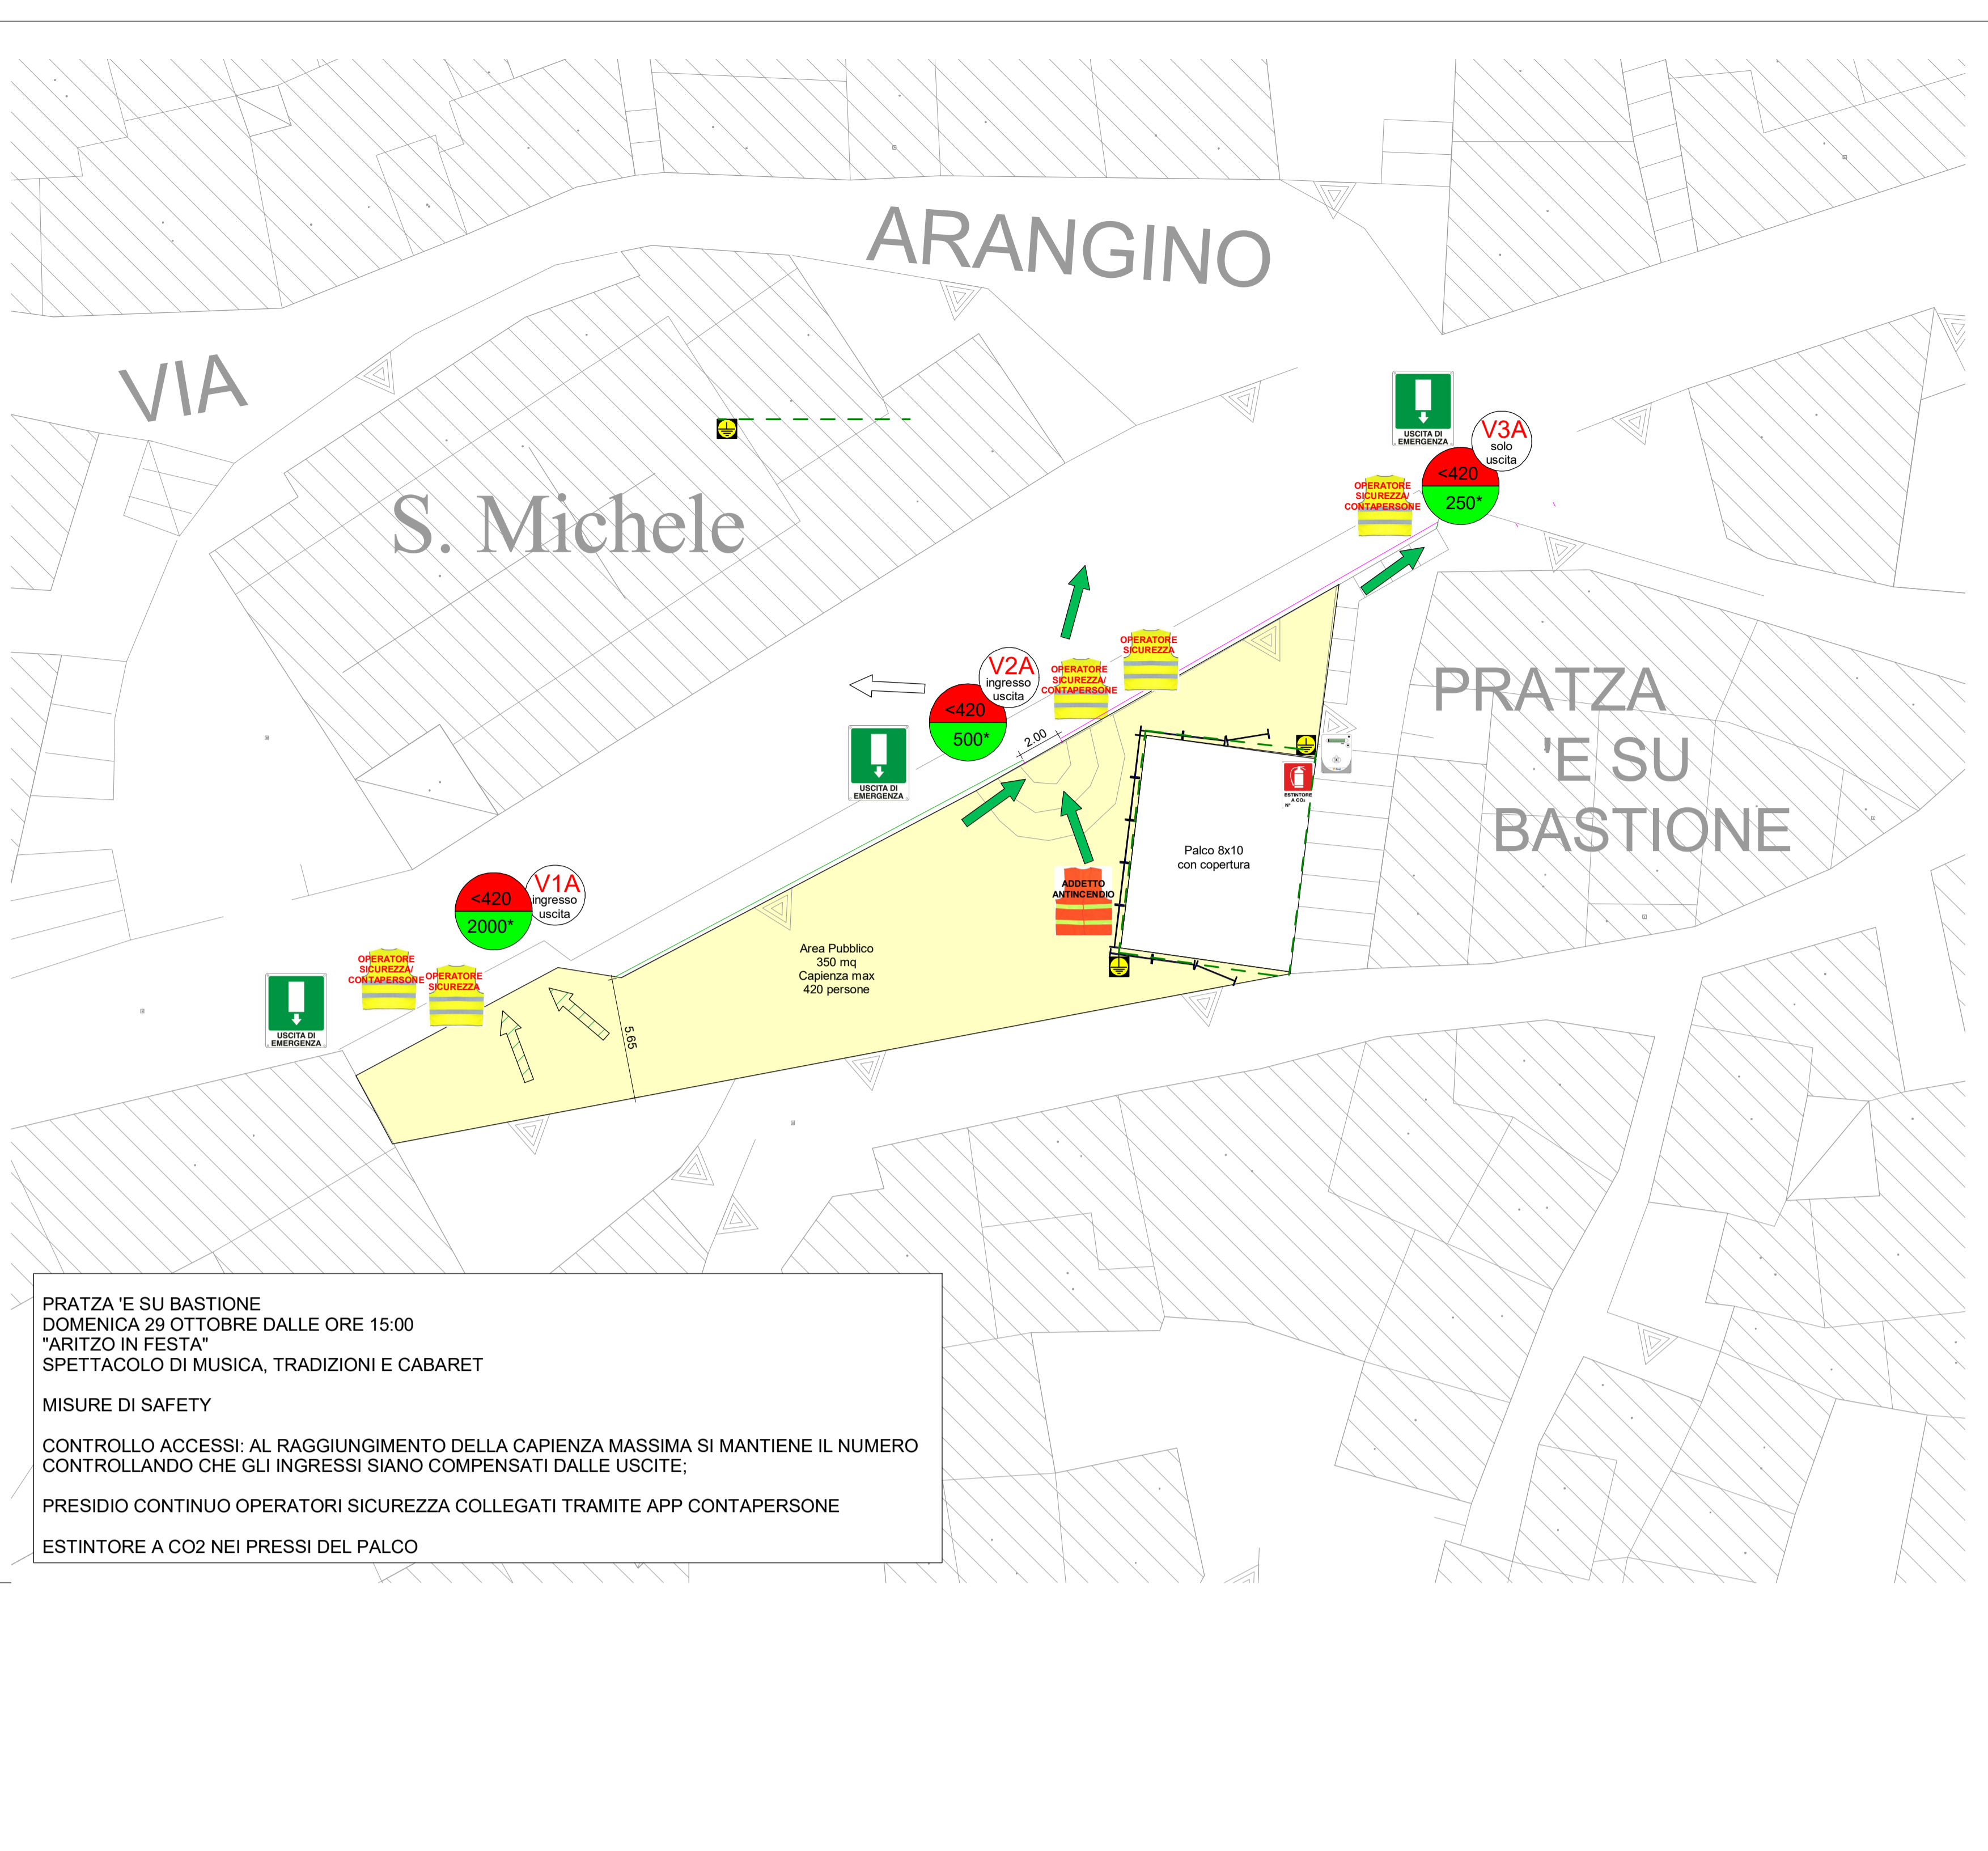 ARANGINO
VIA
S. Michele
USCITA DI
EMERGENZA
V3A
solo
uscita
<420
250*
OPERATORE
SICUREZZA/
CONTAPERSONE
OPERATORE
SICUREZZA
OPERATORE
SICUREZZA/
CONTAPERSONE
V2A
ingresso
uscita
<420
500*
2.00
USCITA DI
EMERGENZA
PRATZA
'E SU
BASTIONE
ESTINTORE
A CO2
N°
Palco 8x10
con copertura
ADDETTO
ANTINCENDIO
V1A
ingresso
uscita
<420
2000*
OPERATORE
SICUREZZA/
CONTAPERSONE
OPERATORE
SICUREZZA
USCITA DI
EMERGENZA
Area Pubblico
350 mq
Capienza max
420 persone
5.65
PRATZA 'E SU BASTIONE
DOMENICA 29 OTTOBRE DALLE ORE 15:00
"ARITZO IN FESTA"
SPETTACOLO DI MUSICA, TRADIZIONI E CABARET
MISURE DI SAFETY
CONTROLLO ACCESSI: AL RAGGIUNGIMENTO DELLA CAPIENZA MASSIMA SI MANTIENE IL NUMERO
CONTROLLANDO CHE GLI INGRESSI SIANO COMPENSATI DALLE USCITE;
PRESIDIO CONTINUO OPERATORI SICUREZZA COLLEGATI TRAMITE APP CONTAPERSONE
ESTINTORE A CO2 NEI PRESSI DEL PALCO